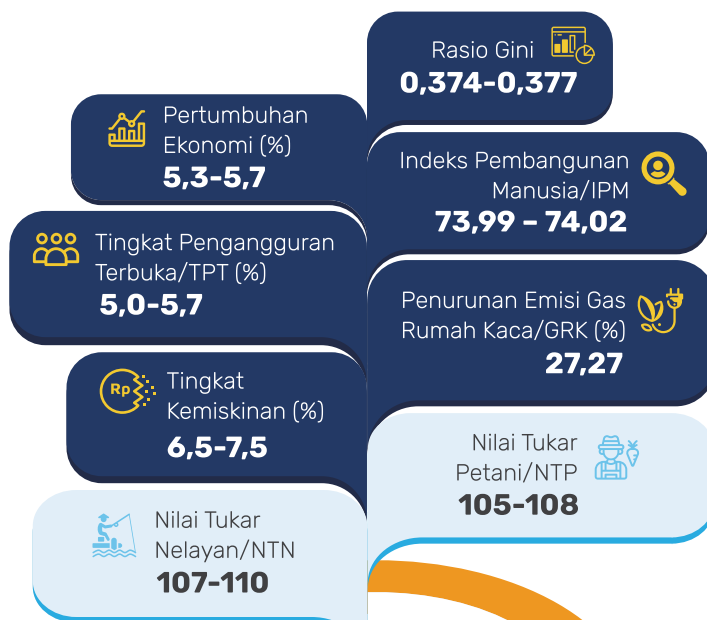 Rasio Gini
0,374-0,377
Pertumbuhan
Ekonomi (%)
5,3-5,7
Indeks Pembangunan
Manusia/IPM
73,99 – 74,02
Tingkat Pengangguran
Terbuka/TPT (%)
5,0-5,7
Penurunan Emisi Gas
Rumah Kaca/GRK (%)
27,27
Rp
Tingkat
Kemiskinan (%)
6,5-7,5
Nilai Tukar
Petani/NTP
105-108
Nilai Tukar
Nelayan/NTN
107-110